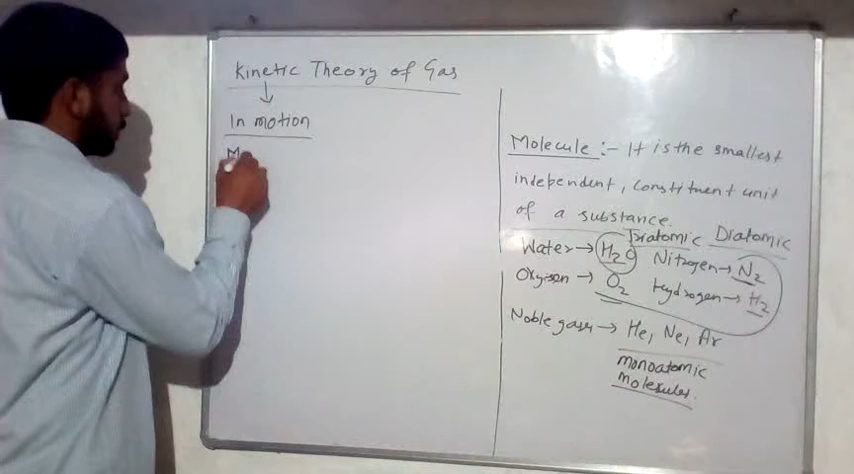 Kinetic Theory of Gas
In motion
M
Molecule :- It is the smallest
independent, constituent unit
of a substance.
Triatomic Diatomic
Water → H2O Nitrogen → N2
Oxygen → O2 Hydrogen → H2
Noble gases → He, Ne, Ar
monoatomic
molecules.